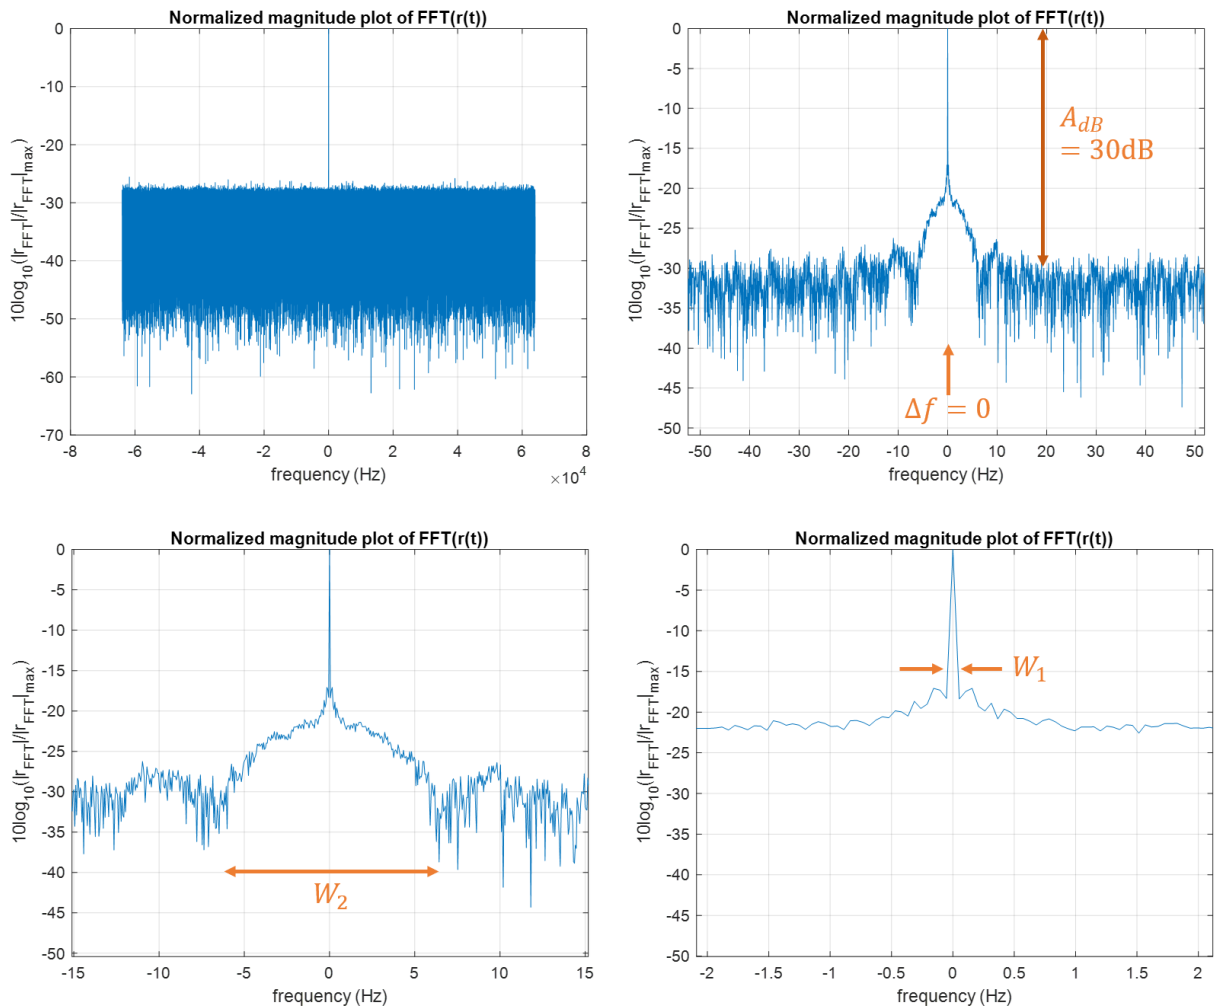 Normalized magnitude plot of FFT(r(t))
10log10(|rFFT|/|rFFT|max)
0
-10
-20
-30
-40
-50
-60
-70
-8 -6 -4 -2 0 2 4 6 8
frequency (Hz)
×10^4
Normalized magnitude plot of FFT(r(t))
10log10(|rFFT|/|rFFT|max)
0
-5
-10
-15
-20
-25
-30
-35
-40
-45
-50
A_dB
= 30dB
Δf = 0
-50 -40 -30 -20 -10 0 10 20 30 40 50
frequency (Hz)
Normalized magnitude plot of FFT(r(t))
10log10(|rFFT|/|rFFT|max)
0
-5
-10
-15
-20
-25
-30
-35
-40
-45
-50
W_2
-15 -10 -5 0 5 10 15
frequency (Hz)
Normalized magnitude plot of FFT(r(t))
10log10(|rFFT|/|rFFT|max)
0
-5
-10
-15
-20
-25
-30
-35
-40
-45
-50
W_1
-2 -1.5 -1 -0.5 0 0.5 1 1.5 2
frequency (Hz)